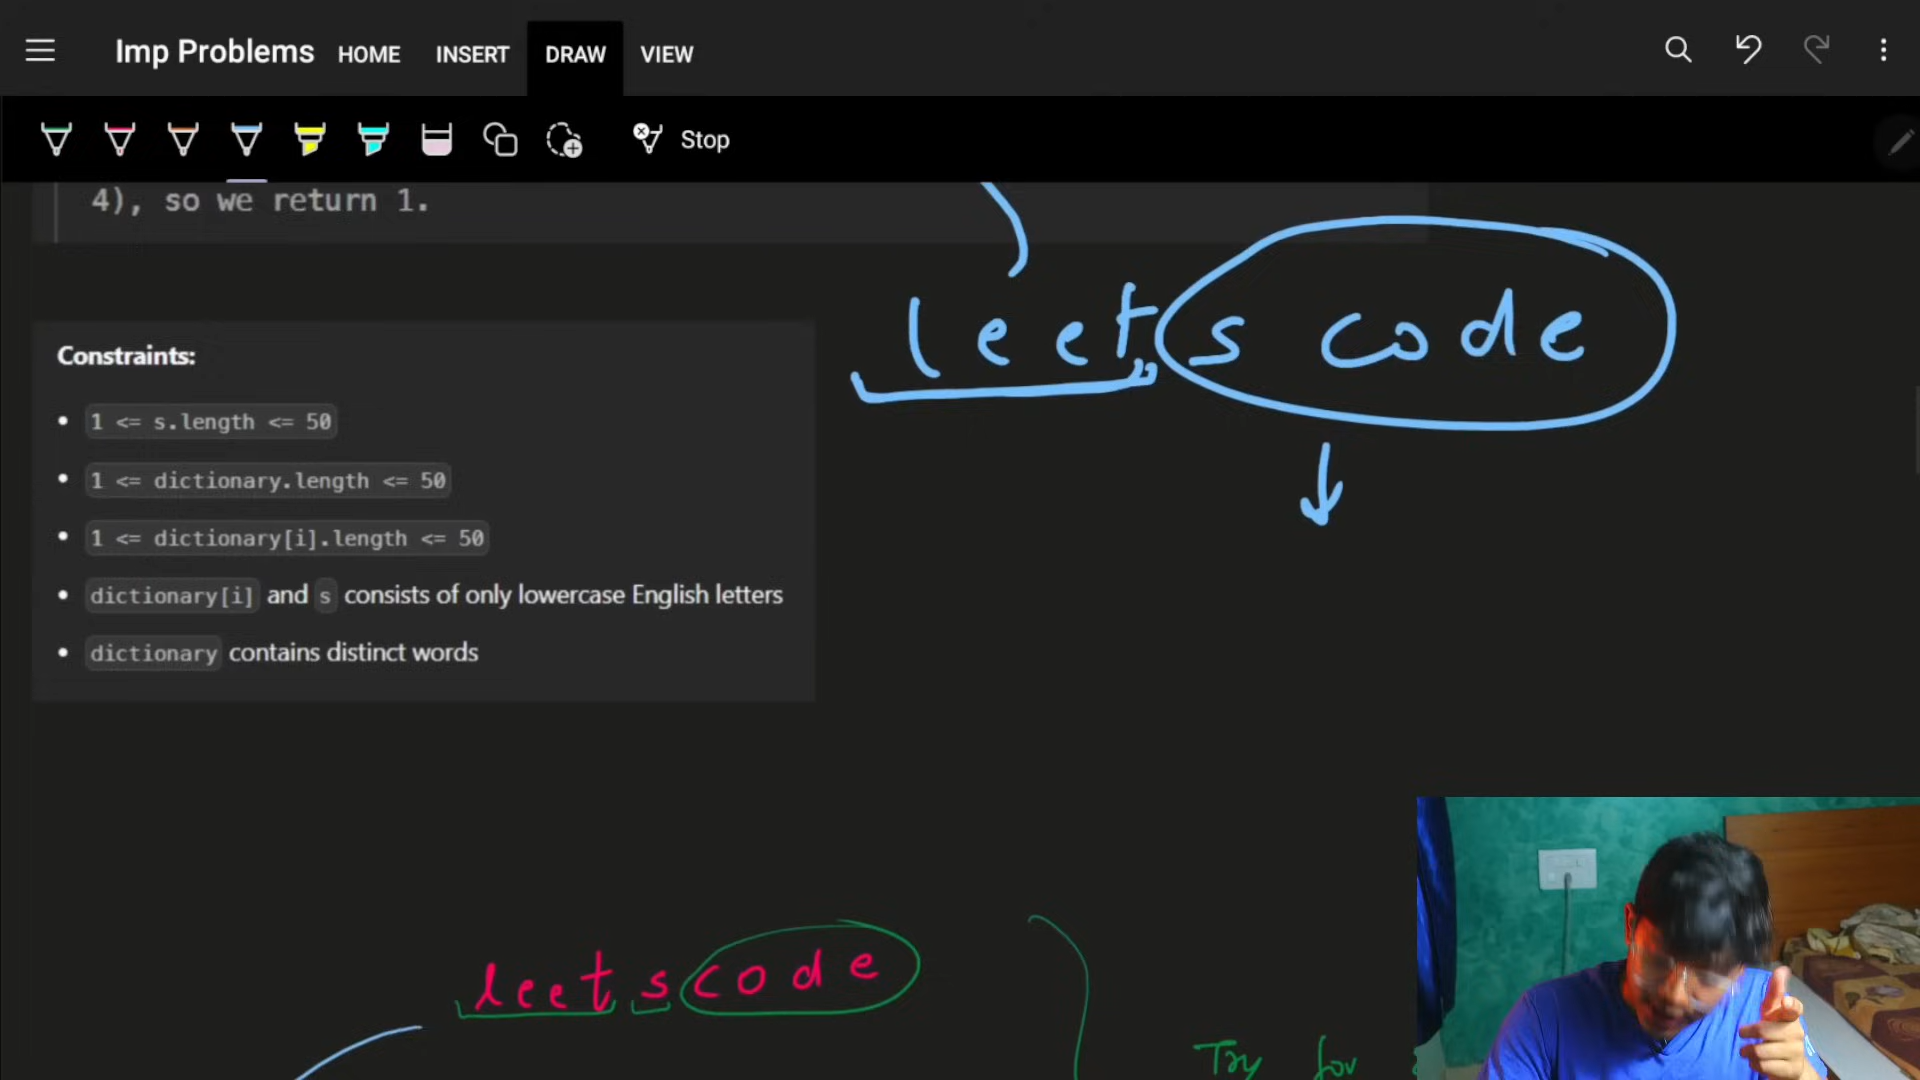 Imp Problems HOME INSERT DRAW VIEW
Stop
4), so we return 1.
leets code
Constraints:
1 <= s.length <= 50
1 <= dictionary.length <= 50
1 <= dictionary[i].length <= 50
dictionary[i] and s consists of only lowercase English letters
dictionary contains distinct words
leetscode
Try for